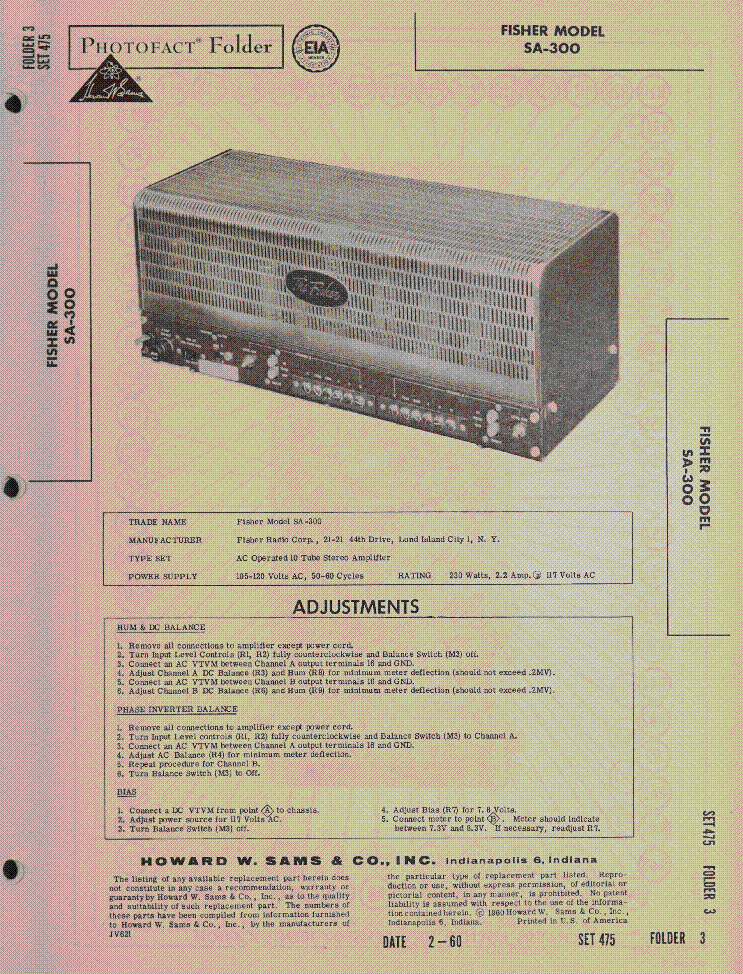 FOLDER 3
SET 475
PHOTOFACT® Folder
EIA
Howard W. Sams
FISHER MODEL
SA-300
FISHER MODEL
SA-300
The Fisher
FISHER MODEL
SA-300
TRADE NAME Fisher Model SA-300
MANUFACTURER Fisher Radio Corp., 21-21 44th Drive, Lond Island City 1, N. Y.
TYPE SET AC Operated 10 Tube Stereo Amplifier
POWER SUPPLY 105-120 Volts AC, 50-60 Cycles RATING 230 Watts, 2.2 Amp. @ 117 Volts AC
ADJUSTMENTS
HUM & DC BALANCE
1. Remove all connections to amplifier except power cord.
2. Turn Input Level Controls (R1, R2) fully counterclockwise and Balance Switch (M3) off.
3. Connect an AC VTVM between Channel A output terminals 16 and GND.
4. Adjust Channel A DC Balance (R3) and Hum (R8) for minimum meter deflection (should not exceed .2MV).
5. Connect an AC VTVM between Channel B output terminals 16 and GND.
6. Adjust Channel B DC Balance (R6) and Hum (R9) for minimum meter deflection (should not exceed .2MV).
PHASE INVERTER BALANCE
1. Remove all connections to amplifier except power cord.
2. Turn Input Level controls (R1, R2) fully counterclockwise and Balance Switch (M3) to Channel A.
3. Connect an AC VTVM between Channel A output terminals 16 and GND.
4. Adjust AC Balance (R4) for minimum meter deflection.
5. Repeat procedure for Channel B.
6. Turn Balance Switch (M3) to Off.
BIAS
1. Connect a DC VTVM from point A to chassis.
2. Adjust power source for 117 Volts AC.
3. Turn Balance Switch (M3) off.
4. Adjust Bias (R7) for 7.8 Volts.
5. Connect meter to point B. Meter should indicate
between 7.3V and 8.3V. If necessary, readjust R7.
HOWARD W. SAMS & CO., INC. Indianapolis 6, Indiana
The listing of any available replacement part herein does
not constitute in any case a recommendation, warranty or
guaranty by Howard W. Sams & Co., Inc., as to the quality
and suitability of such replacement part. The numbers of
these parts have been compiled from information furnished
to Howard W. Sams & Co., Inc., by the manufacturers of
JV621
the particular type of replacement part listed. Repro-
duction or use, without express permission, of editorial or
pictorial content, in any manner, is prohibited. No patent
liability is assumed with respect to the use of the informa-
tion contained herein. © 1960 Howard W. Sams & Co., Inc.,
Indianapolis 6, Indiana. Printed in U.S. of America
SET 475 FOLDER 3
DATE 2-60 SET 475 FOLDER 3